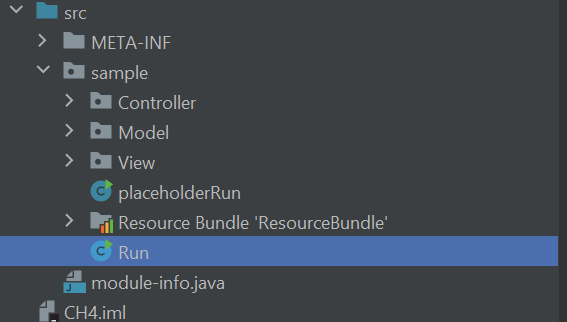 src
META-INF
sample
Controller
Model
View
placeholderRun
Resource Bundle 'ResourceBundle'
Run
module-info.java
CH4.iml